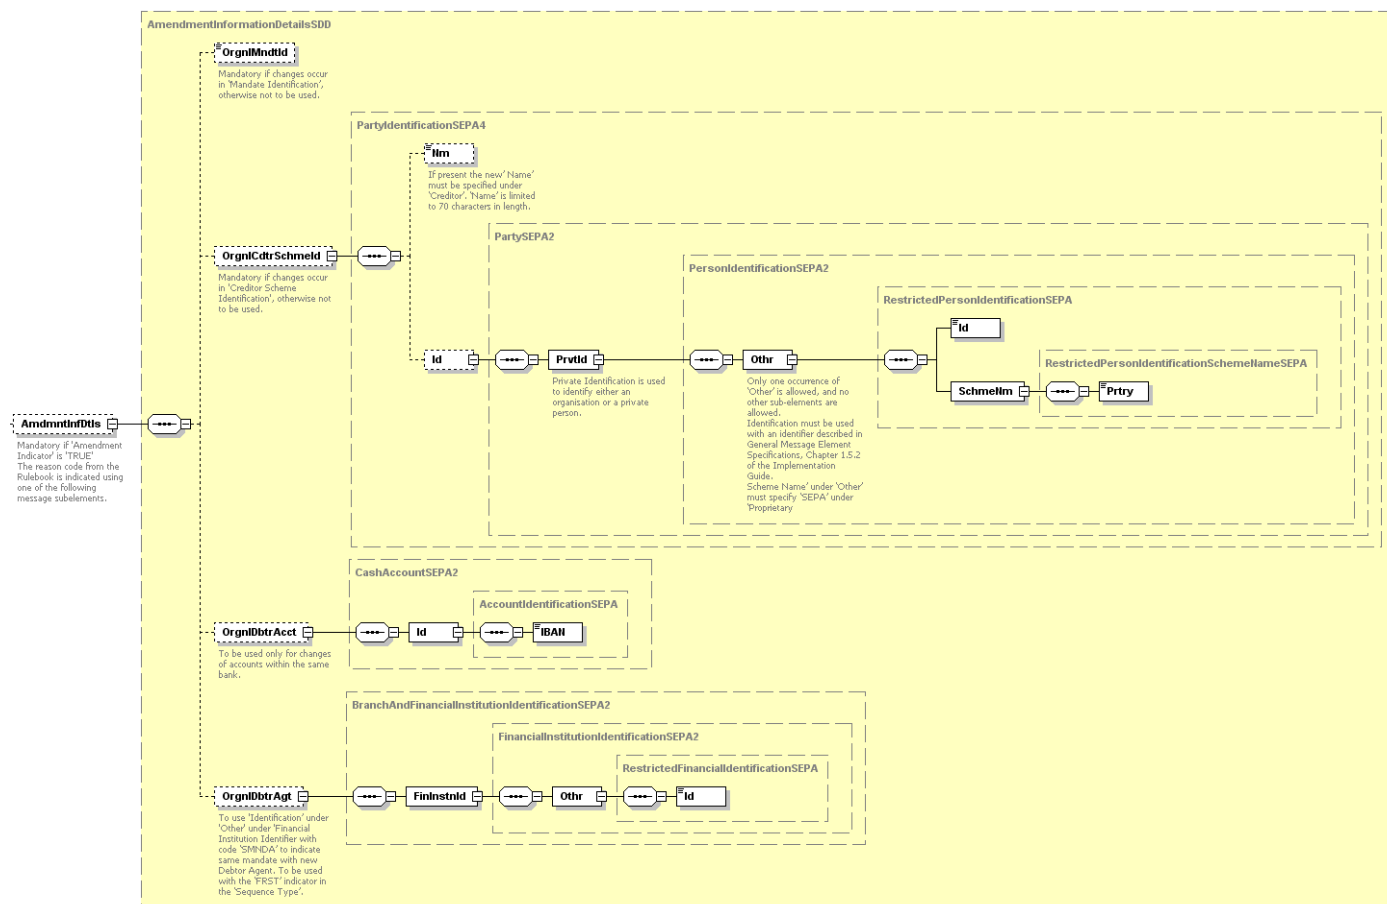 AmendmentInformationDetailsSDD
OrgnlMndtId
Mandatory if changes occur
in 'Mandate Identification',
otherwise not to be used.
PartyIdentificationSEPA4
Nm
If present the new' Name'
must be specified under
'Creditor'. 'Name' is limited
to 70 characters in length.
PartySEPA2
OrgnlCdtrSchmeId
Mandatory if changes occur
in 'Creditor Scheme
Identification', otherwise not
to be used.
PersonIdentificationSEPA2
RestrictedPersonIdentificationSEPA
Id
Id
PrvtId
Private Identification is used
to identify either an
organisation or a private
person.
Othr
Only one occurrence of
'Other' is allowed, and no
other sub-elements are
allowed.
Identification must be used
with an identifier described in
General Message Element
Specifications, Chapter 1.5.2
of the Implementation
Guide.
Scheme Name' under 'Other'
must specify 'SEPA' under
'Proprietary
RestrictedPersonIdentificationSchemeNameSEPA
SchmeNm
Prtry
AmdmntInfDtls
Mandatory if 'Amendment
Indicator' is 'TRUE'
The reason code from the
Rulebook is indicated using
one of the following
message subelements.
CashAccountSEPA2
AccountIdentificationSEPA
OrgnlDbtrAcct
Id
IBAN
To be used only for changes
of accounts within the same
bank.
BranchAndFinancialInstitutionIdentificationSEPA2
FinancialInstitutionIdentificationSEPA2
RestrictedFinancialIdentificationSEPA
OrgnlDbtrAgt
FinInstnId
Othr
Id
To use 'Identification' under
'Other' under 'Financial
Institution Identifier with
code 'SMNDA' to indicate
same mandate with new
Debtor Agent. To be used
with the 'FRST' indicator in
the 'Sequence Type'.